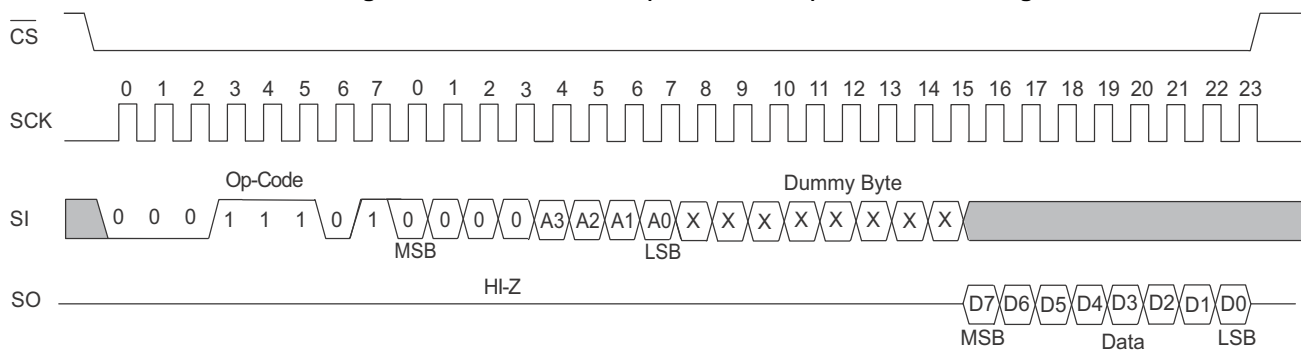 CS
0 1 2 3 4 5 6 7 0 1 2 3 4 5 6 7 8 9 10 11 12 13 14 15 16 17 18 19 20 21 22 23
SCK
Op-Code
Dummy Byte
SI
0 0 0 1 1 1 0 1 0 0 0 0 A3 A2 A1 A0 X X X X X X X X
MSB
LSB
HI-Z
SO
D7 D6 D5 D4 D3 D2 D1 D0
MSB
Data
LSB